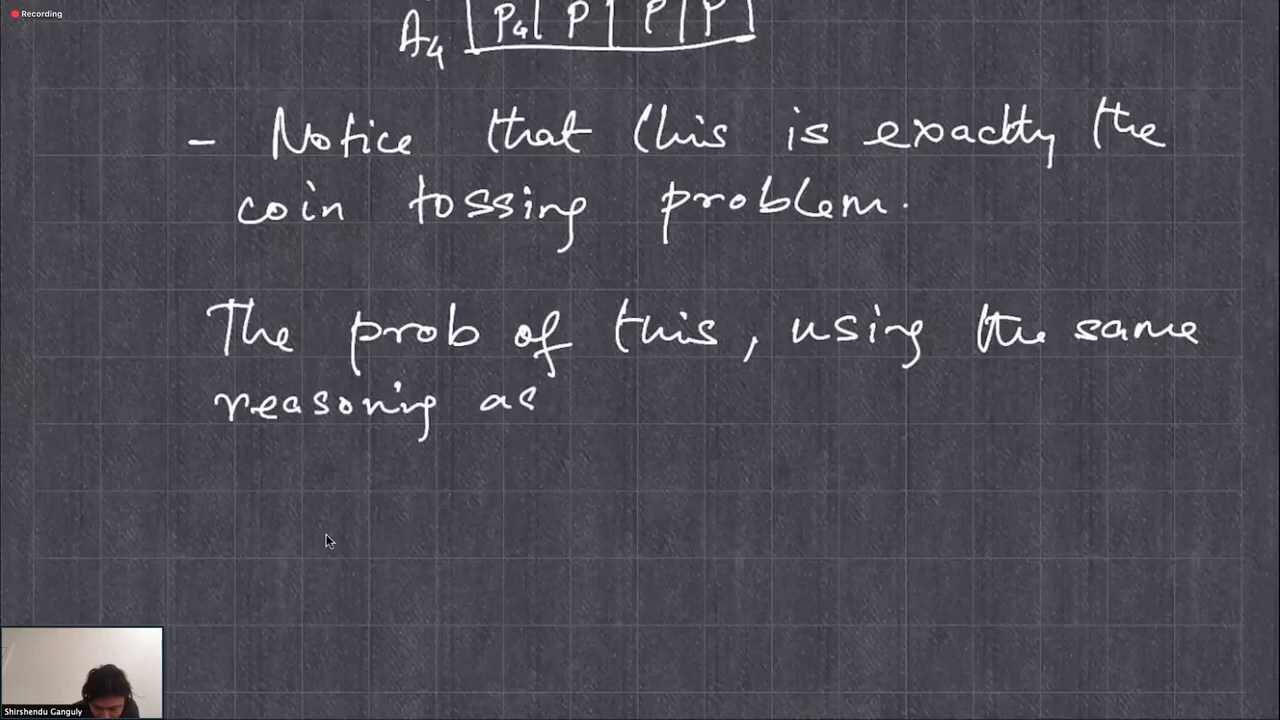 Recording
A4 P4 P P P
- Notice that this is exactly the
coin tossing problem.
The prob of this, using the same
reasoning as
Shirshendu Ganguly